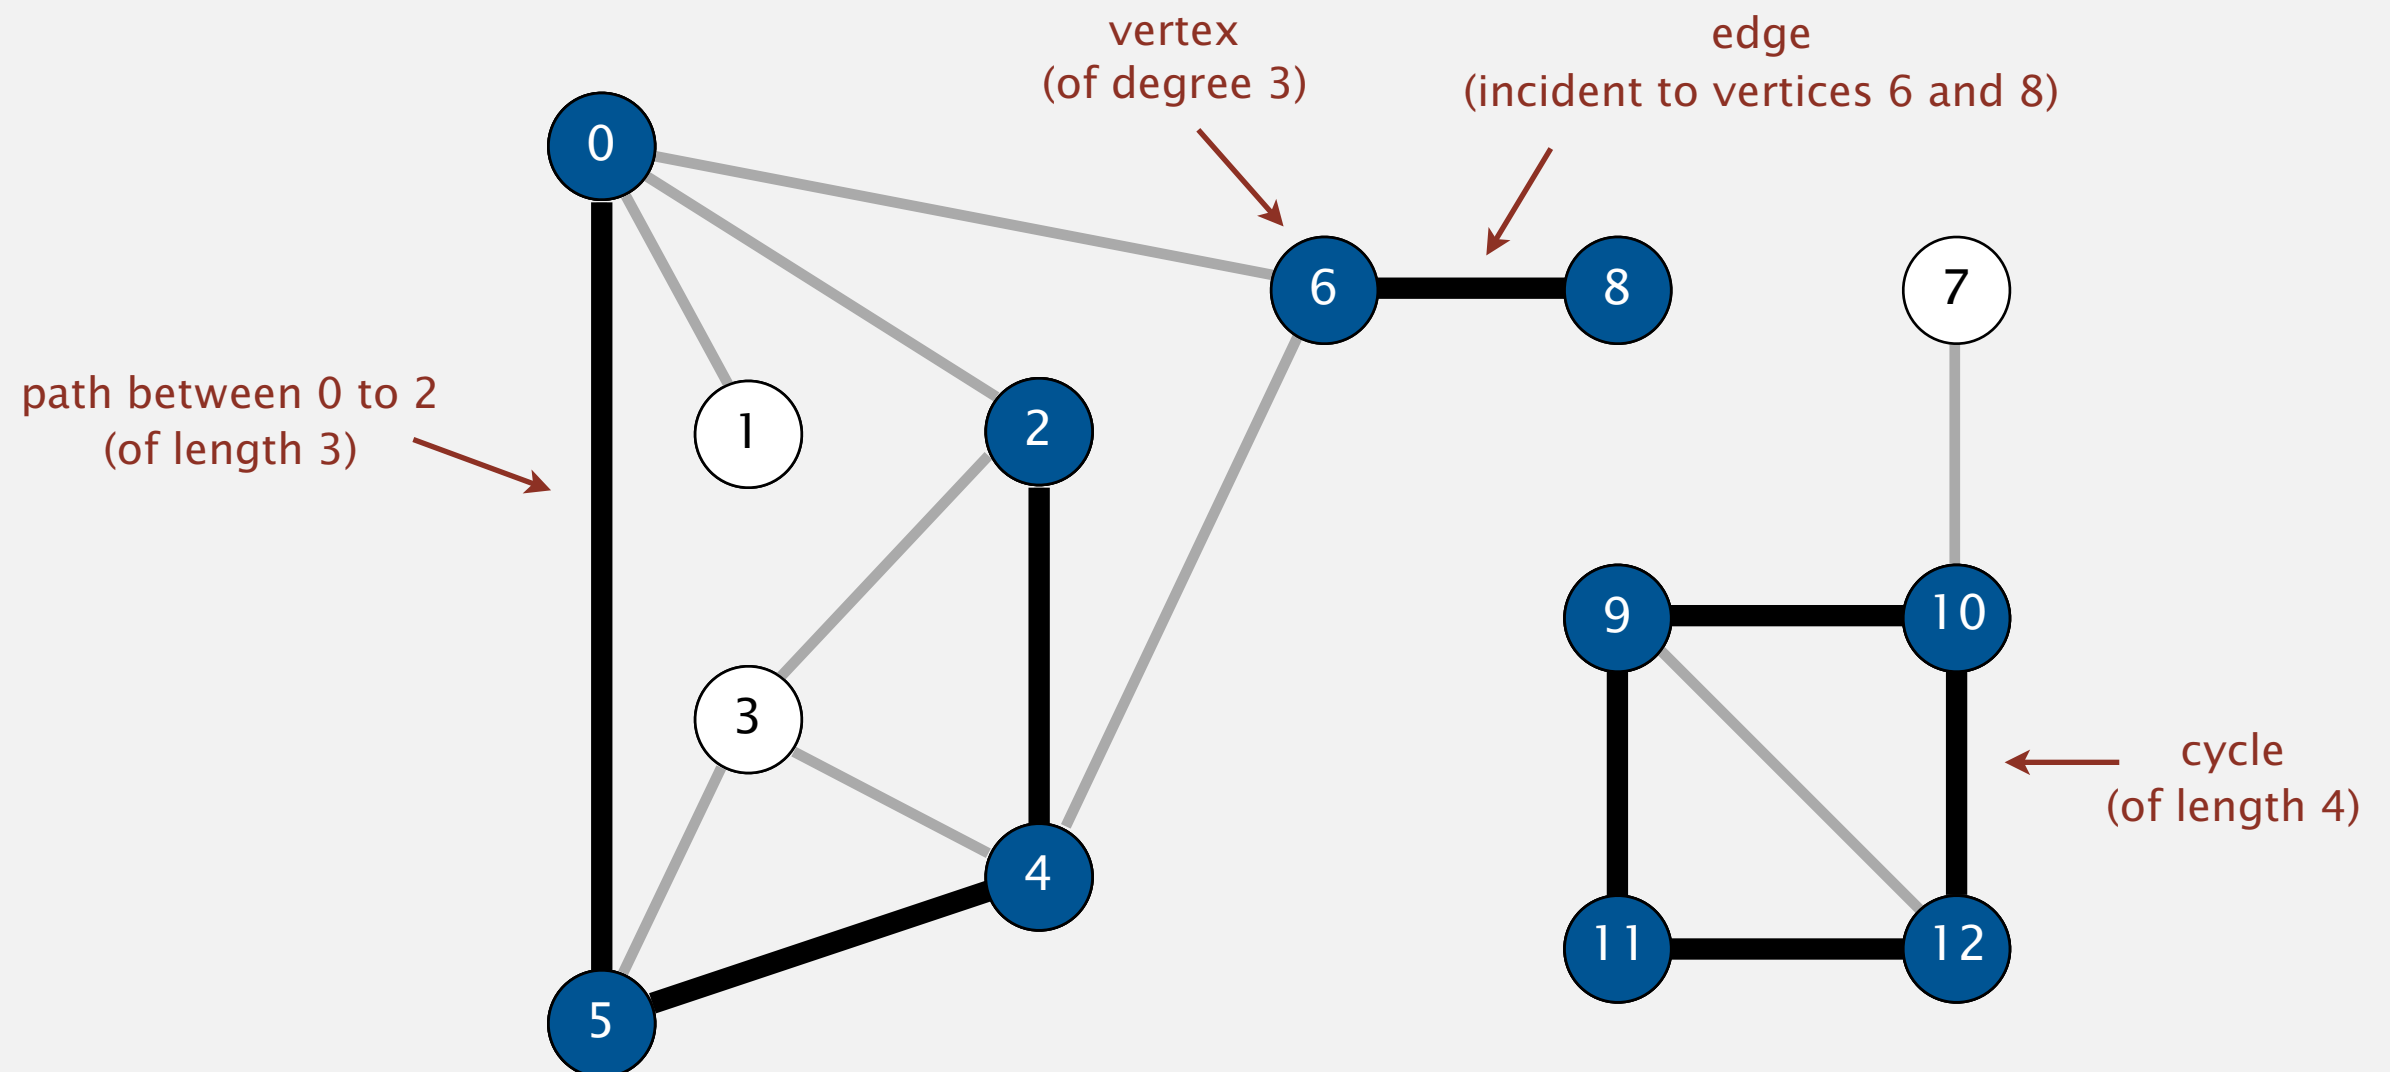 vertex
(of degree 3)
edge
(incident to vertices 6 and 8)
0
6
8
7
path between 0 to 2
(of length 3)
1
2
9
10
3
cycle
(of length 4)
4
11
12
5